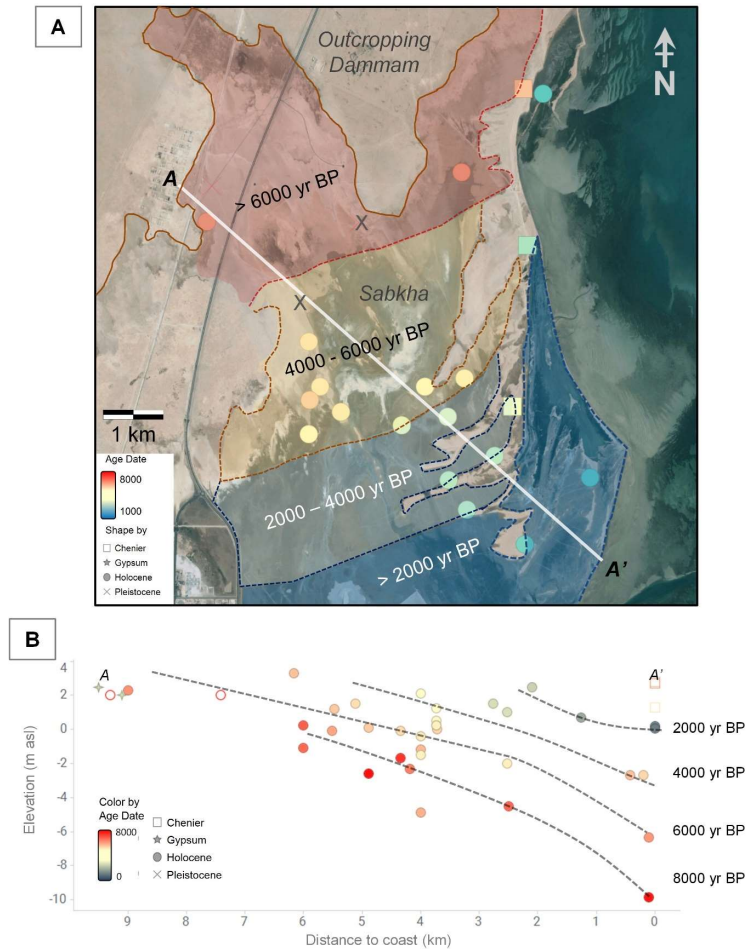 A
Outcropping
Dammam
N
A
> 6000 yr BP
X
X
Sabkha
4000 - 6000 yr BP
1 km
Age Date
8000
1000
Shape by
Chenier
Gypsum
Holocene
Pleistocene
2000 – 4000 yr BP
> 2000 yr BP
A’
B
4
2
0
-2
-4
-6
-8
-10
Elevation (m asl)
A
A’
2000 yr BP
4000 yr BP
6000 yr BP
8000 yr BP
Color by
Age Date
8000
0
Chenier
Gypsum
Holocene
Pleistocene
9 8 7 6 5 4 3 2 1 0
Distance to coast (km)